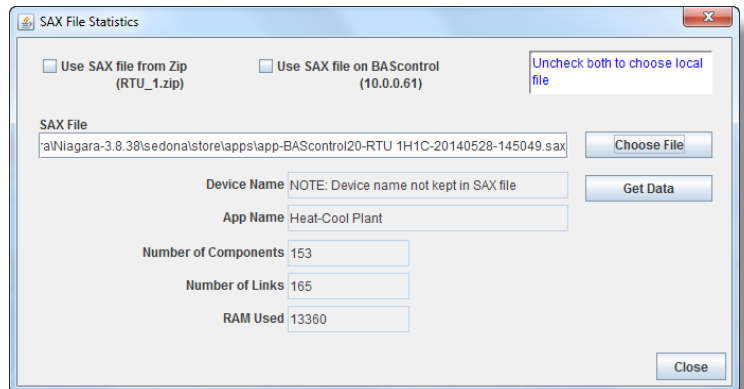 SAX File Statistics
Use SAX file from Zip
(RTU_1.zip)
Use SAX file on BAScontrol
(10.0.0.61)
Uncheck both to choose local
file
SAX File
ra\Niagara-3.8.38\sedona\store\apps\app-BAScontrol20-RTU 1H1C-20140528-145049.sax
Choose File
Device Name NOTE: Device name not kept in SAX file
Get Data
App Name Heat-Cool Plant
Number of Components 153
Number of Links 165
RAM Used 13360
Close